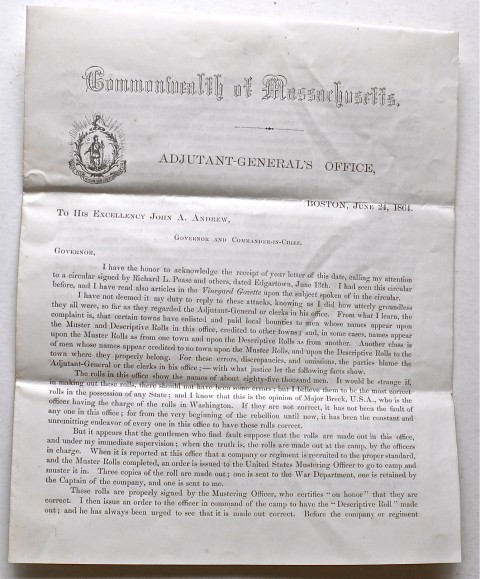 Commonwealth of Massachusetts,
ADJUTANT-GENERAL'S OFFICE,
BOSTON, JUNE 24, 1864.
TO HIS EXCELLENCY JOHN A. ANDREW,
GOVERNOR AND COMMANDER-IN-CHIEF.
GOVERNOR,
I have the honor to acknowledge the receipt of your letter of this date, calling my attention
to a circular signed by Richard L. Pease and others, dated Edgartown, June 13th. I had seen this circular
before, and I have read also articles in the Vineyard Gazette upon the subject spoken of in the circular.
I have not deemed it my duty to reply to these attacks, knowing as I did how utterly groundless
they all were, so far as they regarded the Adjutant-General or clerks in his office. From what I learn, the
complaint is, that certain towns have enlisted and paid local bounties to men whose names appear upon
the Muster and Descriptive Rolls in this office, credited to other towns; and, in some cases, names appear
upon the Muster Rolls as from one town and upon the Descriptive Rolls as from another. Another class is
of men whose names appear credited to no town upon the Muster Rolls, and upon the Descriptive Rolls to the
town where they properly belong. For these errors, discrepancies, and omissions, the parties blame the
Adjutant-General or the clerks in his office;—with what justice let the following facts show.
The rolls in this office show the names of about eighty-five thousand men. It would be strange if,
in making out these rolls, there should not have been some errors; but I believe them to be the most correct
rolls in the possession of any State; and I know that this is the opinion of Major Breck, U.S.A., who is the
officer having the charge of the rolls in Washington. If they are not correct, it has not been the fault of
any one in this office; for from the very beginning of the rebellion until now, it has been the constant and
unremitting endeavor of every one in this office to have these rolls correct.
But it appears that the gentlemen who find fault suppose that the rolls are made out in this office,
and under my immediate supervision; when the truth is, the rolls are made out at the camp, by the officers
in charge. When it is reported at this office that a company or regiment is recruited to the proper standard,
and the Muster Rolls completed, an order is issued to the United States Mustering Officer to go to camp and
muster it in. Three copies of the roll are made out; one is sent to the War Department, one is retained by
the Captain of the company, and one is sent to me.
These rolls are properly signed by the Mustering Officer, who certifies "on honor" that they are
correct. I then issue an order to the officer in command of the camp to have the "Descriptive Roll" made
out; and he has always been urged to see that it is made out correct. Before the company or regiment